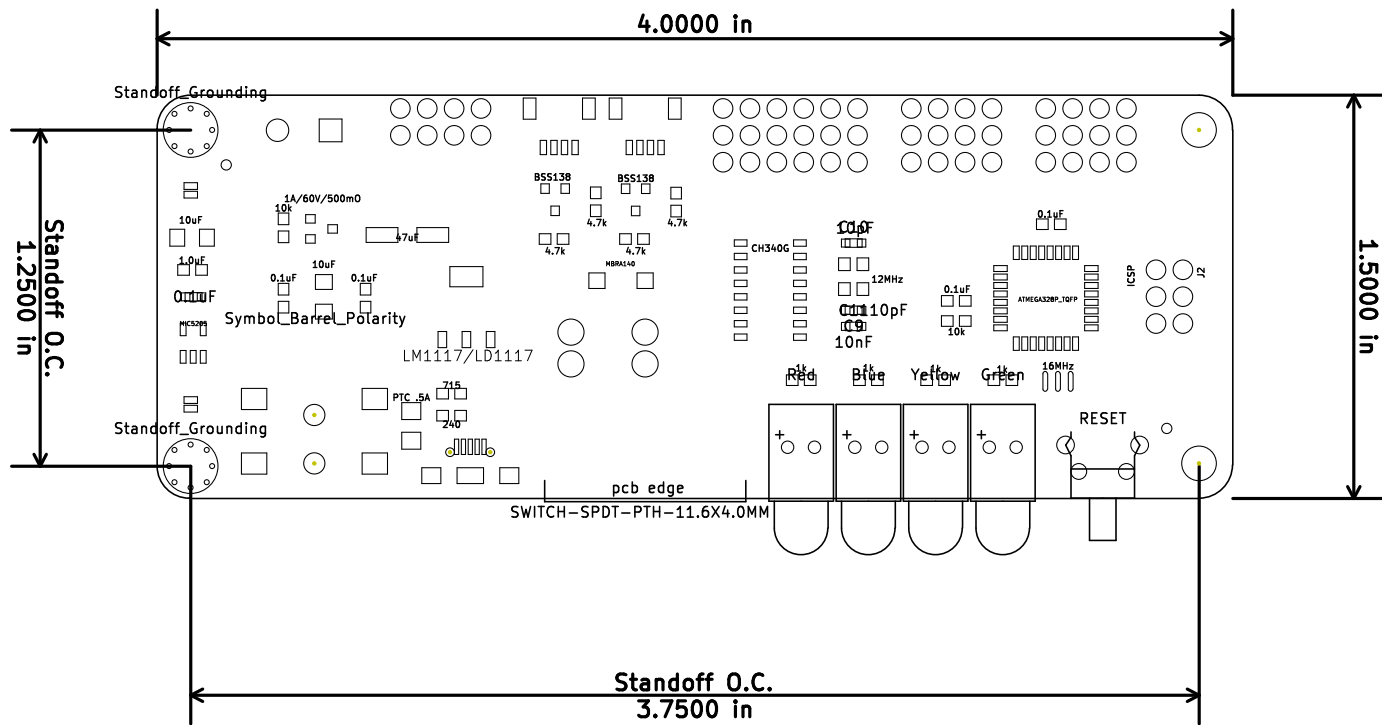 4.0000 in
Standoff_Grounding
1A/60V/500mO
10k
10uF
47uF
1.0uF
0.1uF
0.1uF
10uF
0.1uF
Symbol_Barrel_Polarity
MIC5205
LM1117/LD1117
PTC .5A
715
240
Standoff_Grounding
BSS138
BSS138
4.7k
4.7k
4.7k
4.7k
MBRA140
CH340G
C10
10pF
12MHz
C11
10pF
C9
10nF
0.1uF
0.1uF
10k
ATMEGA328P_TQFP
ICSP
J2
16MHz
1k
1k
1k
1k
Red
Blue
Yellow
Green
+
+
+
+
RESET
pcb edge
SWITCH-SPDT-PTH-11.6X4.0MM
Standoff O.C.
1.2500 in
1.5000 in
Standoff O.C.
3.7500 in